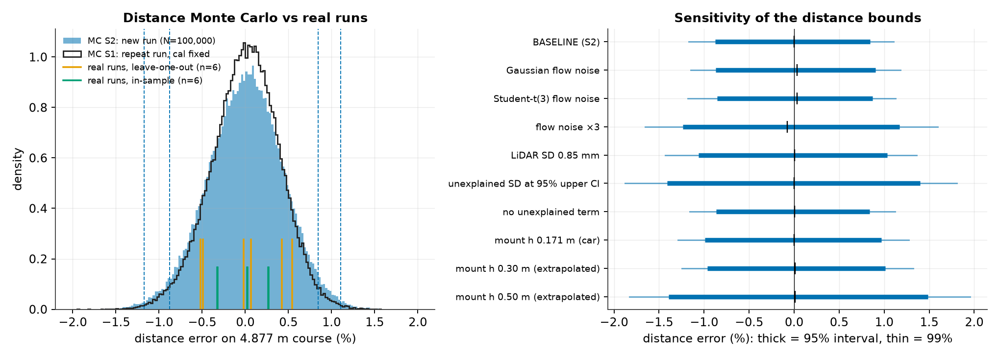 Distance Monte Carlo vs real runs
MC S2: new run (N=100,000)
MC S1: repeat run, cal fixed
real runs, leave-one-out (n=6)
real runs, in-sample (n=6)
density
1.0
0.8
0.6
0.4
0.2
0.0
−2.0 −1.5 −1.0 −0.5 0.0 0.5 1.0 1.5 2.0
distance error on 4.877 m course (%)
Sensitivity of the distance bounds
BASELINE (S2)
Gaussian flow noise
Student-t(3) flow noise
flow noise ×3
LiDAR SD 0.85 mm
unexplained SD at 95% upper CI
no unexplained term
mount h 0.171 m (car)
mount h 0.30 m (extrapolated)
mount h 0.50 m (extrapolated)
−2.0 −1.5 −1.0 −0.5 0.0 0.5 1.0 1.5 2.0
distance error (%): thick = 95% interval, thin = 99%